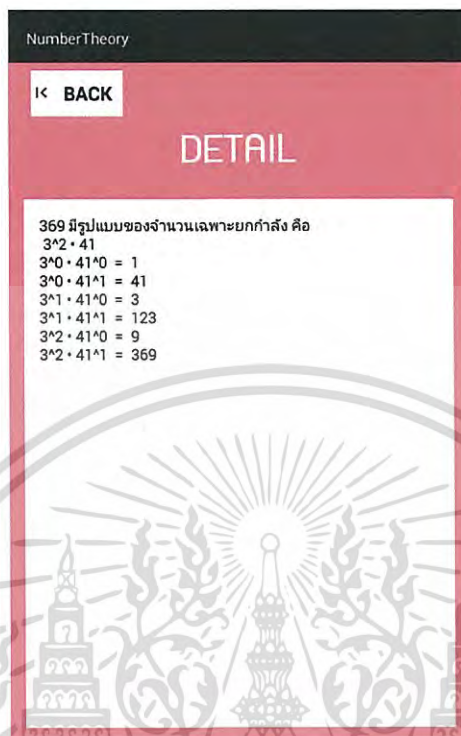 NumberTheory
BACK
DETAIL
369 มีรูปแบบของจำนวนเฉพาะยกกำลัง คือ
3^2 • 41
3^0 • 41^0 = 1
3^0 • 41^1 = 41
3^1 • 41^0 = 3
3^1 • 41^1 = 123
3^2 • 41^0 = 9
3^2 • 41^1 = 369